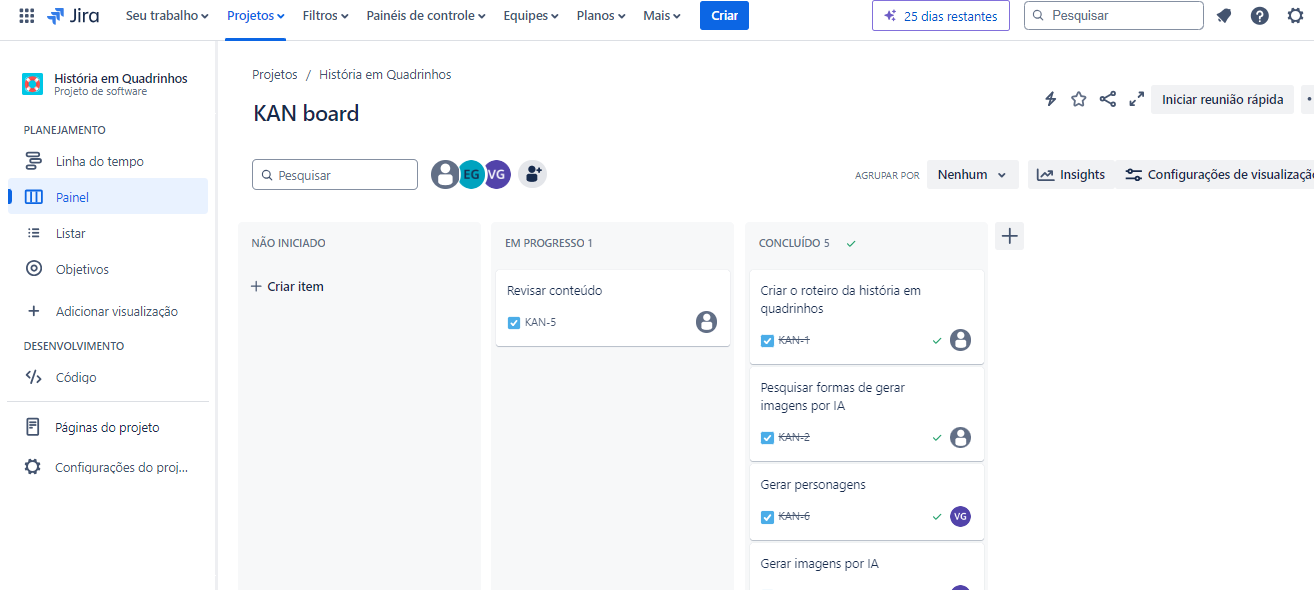 Jira
Seu trabalho
Projetos
Filtros
Painéis de controle
Equipes
Planos
Mais
Criar
25 dias restantes
Pesquisar
História em Quadrinhos
Projeto de software
PLANEJAMENTO
Linha do tempo
Painel
Listar
Objetivos
Adicionar visualização
DESENVOLVIMENTO
Código
Páginas do projeto
Configurações do proj...
Projetos / História em Quadrinhos
KAN board
Iniciar reunião rápida
Pesquisar
EG
VG
AGRUPAR POR
Nenhum
Insights
Configurações de visualização
NÃO INICIADO
Criar item
EM PROGRESSO 1
Revisar conteúdo
KAN-5
CONCLUÍDO 5
Criar o roteiro da história em
quadrinhos
KAN-1
Pesquisar formas de gerar
imagens por IA
KAN-2
Gerar personagens
KAN-6
VG
Gerar imagens por IA